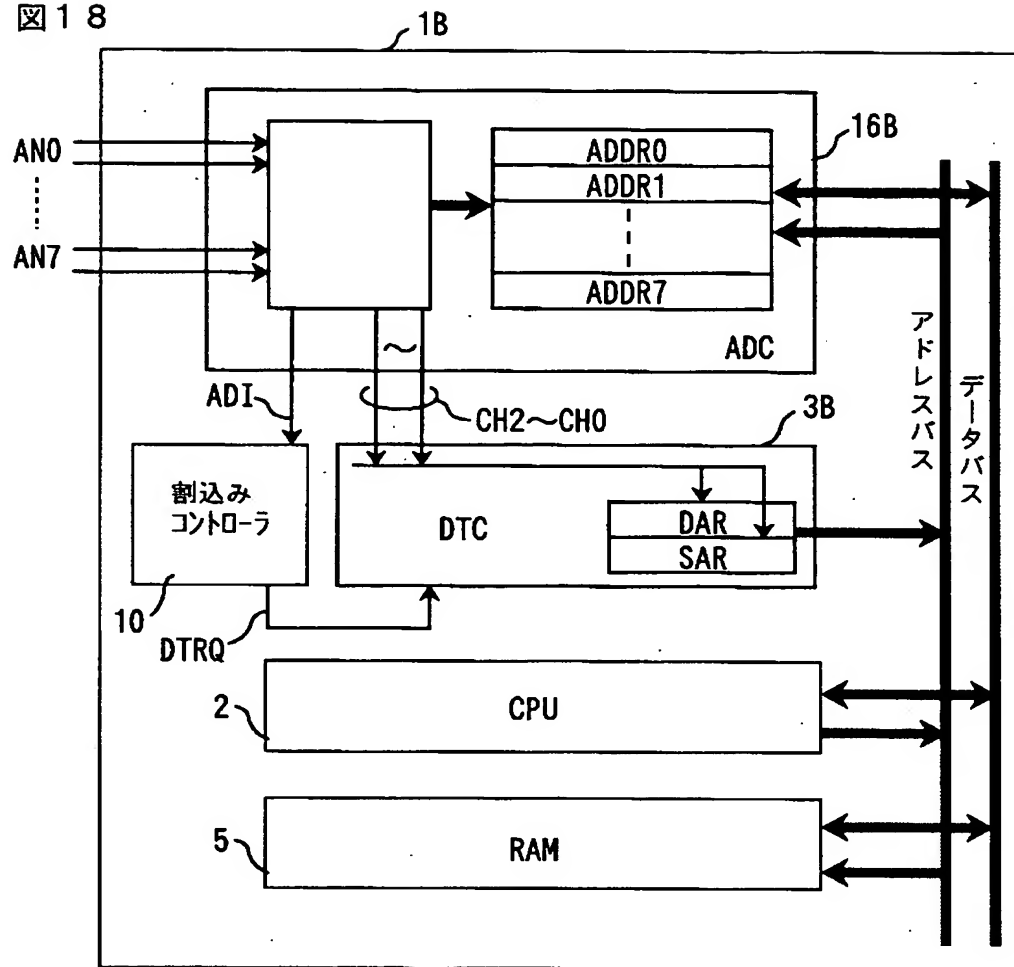 図18
1B
16B
AN0
AN7
ADDR0
ADDR1
ADDR7
ADC
ADI
CH2～CH0
3B
アドレスバス
データバス
割込み
コントローラ
DTC
DAR
SAR
10
DTRQ
2
CPU
5
RAM